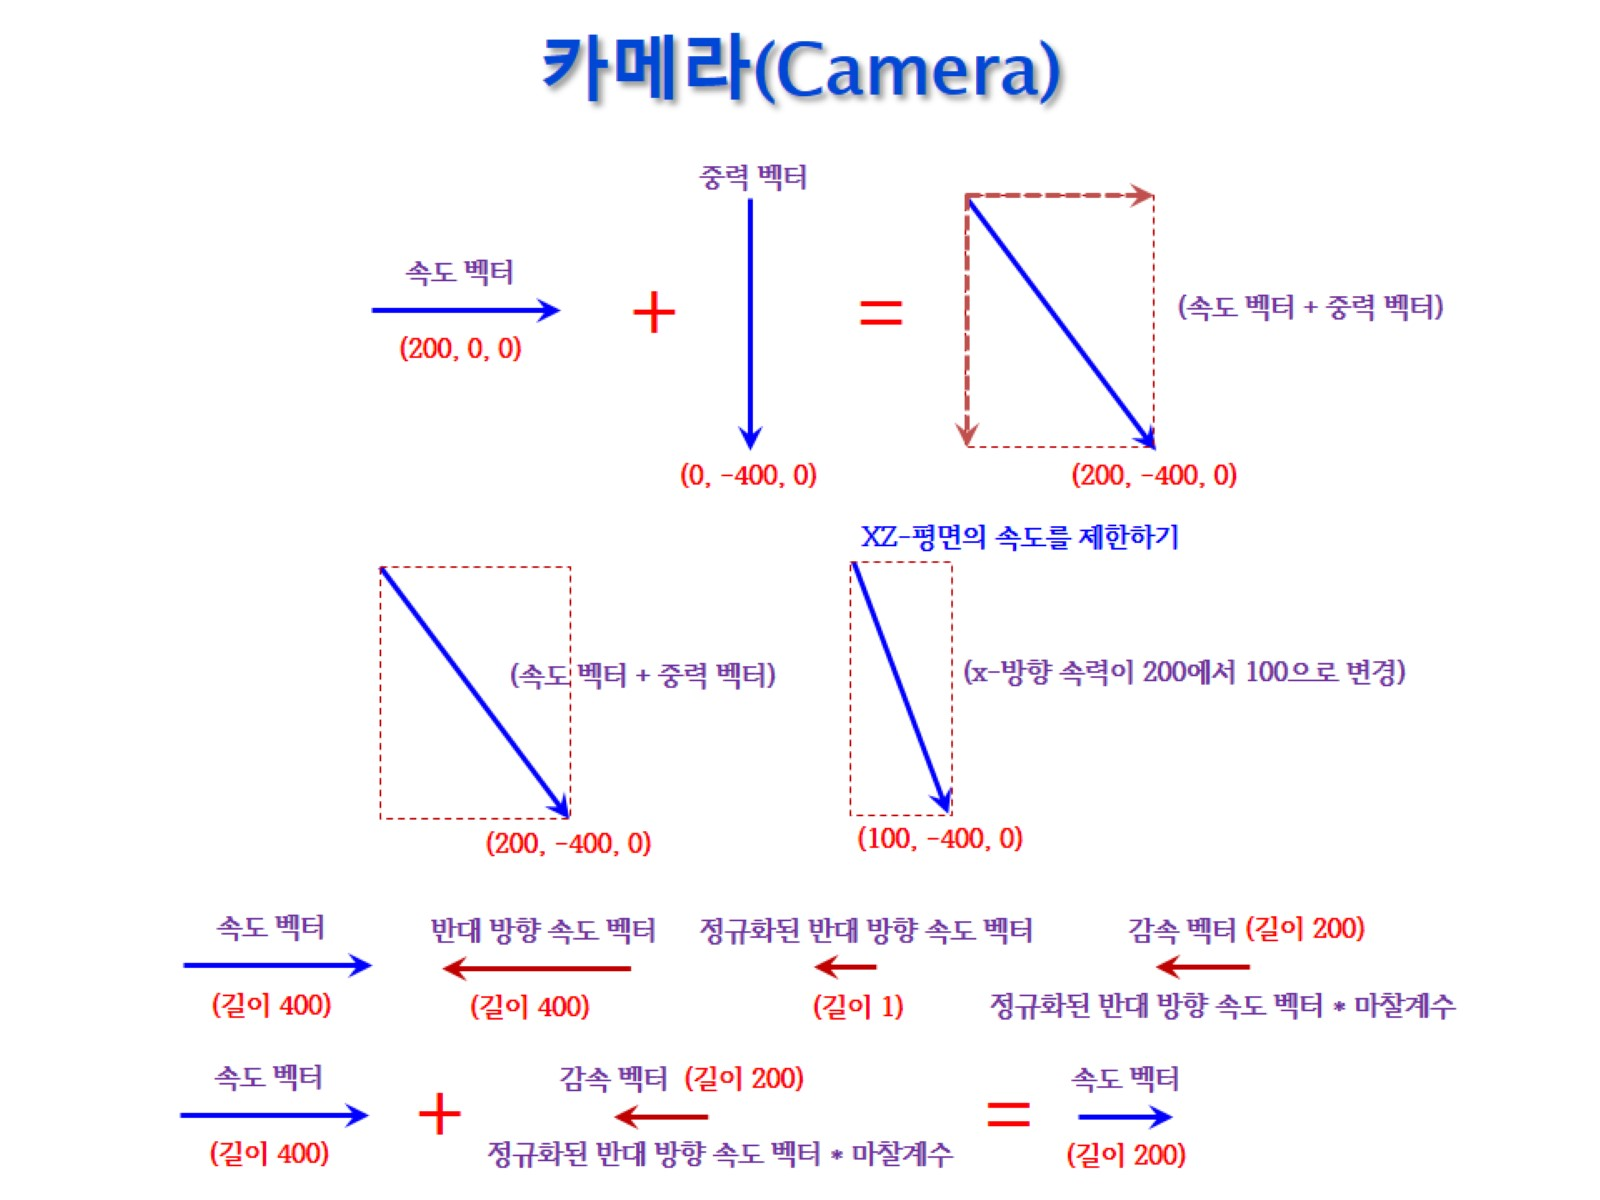 카메라(Camera)
중력 벡터
속도 벡터
(200, 0, 0)
+
=
(속도 벡터 + 중력 벡터)
(0, -400, 0)
(200, -400, 0)
XZ-평면의 속도를 제한하기
(속도 벡터 + 중력 벡터)
(x-방향 속력이 200에서 100으로 변경)
(200, -400, 0)
(100, -400, 0)
속도 벡터
반대 방향 속도 벡터
정규화된 반대 방향 속도 벡터
감속 벡터 (길이 200)
(길이 400)
(길이 400)
(길이 1)
정규화된 반대 방향 속도 벡터 * 마찰계수
속도 벡터
감속 벡터 (길이 200)
속도 벡터
+
=
(길이 400)
정규화된 반대 방향 속도 벡터 * 마찰계수
(길이 200)